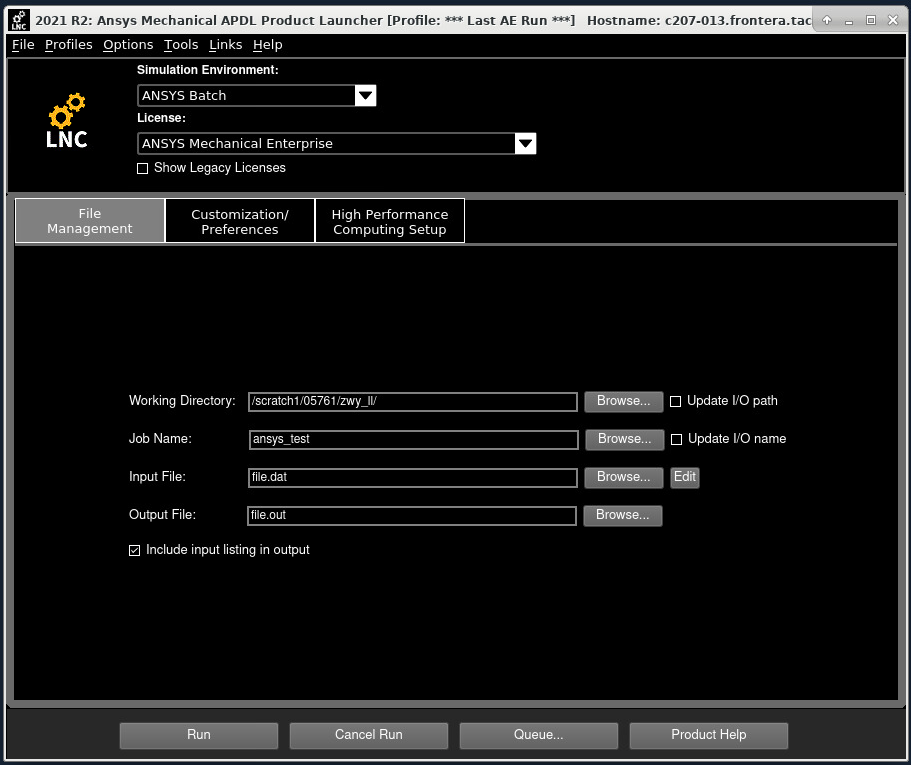 2021 R2: Ansys Mechanical APDL Product Launcher [Profile: *** Last AE Run ***] Hostname: c207-013.frontera.tac
File Profiles Options Tools Links Help
Simulation Environment:
ANSYS Batch
License:
ANSYS Mechanical Enterprise
Show Legacy Licenses
LNC
File
Management
Customization/
Preferences
High Performance
Computing Setup
Working Directory: /scratch1/05761/zwy_ll/ Browse... Update I/O path
Job Name: ansys_test Browse... Update I/O name
Input File: file.dat Browse... Edit
Output File: file.out Browse...
Include input listing in output
Run Cancel Run Queue... Product Help